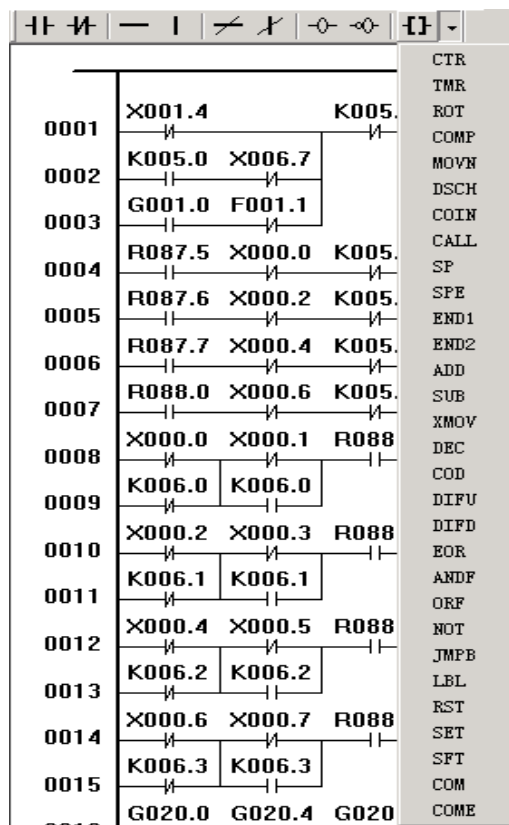 CTR
TMR
X001.4 K005. ROT
0001
COMP
K005.0 X006.7 MOVN
0002
DSCH
G001.0 F001.1 COIN
0003
CALL
R087.5 X000.0 K005. SP
0004
SPE
R087.6 X000.2 K005.
0005 END1
R087.7 X000.4 K005. END2
0006 ADD
R088.0 X000.6 K005. SUB
0007
XMOV
X000.0 X000.1 R088 DEC
0008
COD
K006.0 K006.0
0009 DIFU
X000.2 X000.3 R088 DIFD
0010 EOR
K006.1 K006.1 ANDF
0011 ORF
X000.4 X000.5 R088 NOT
0012
JMPB
K006.2 K006.2 LBL
0013
RST
X000.6 X000.7 R088
0014 SET
SFT
K006.3 K006.3
0015 COM
G020.0 G020.4 G020 COME